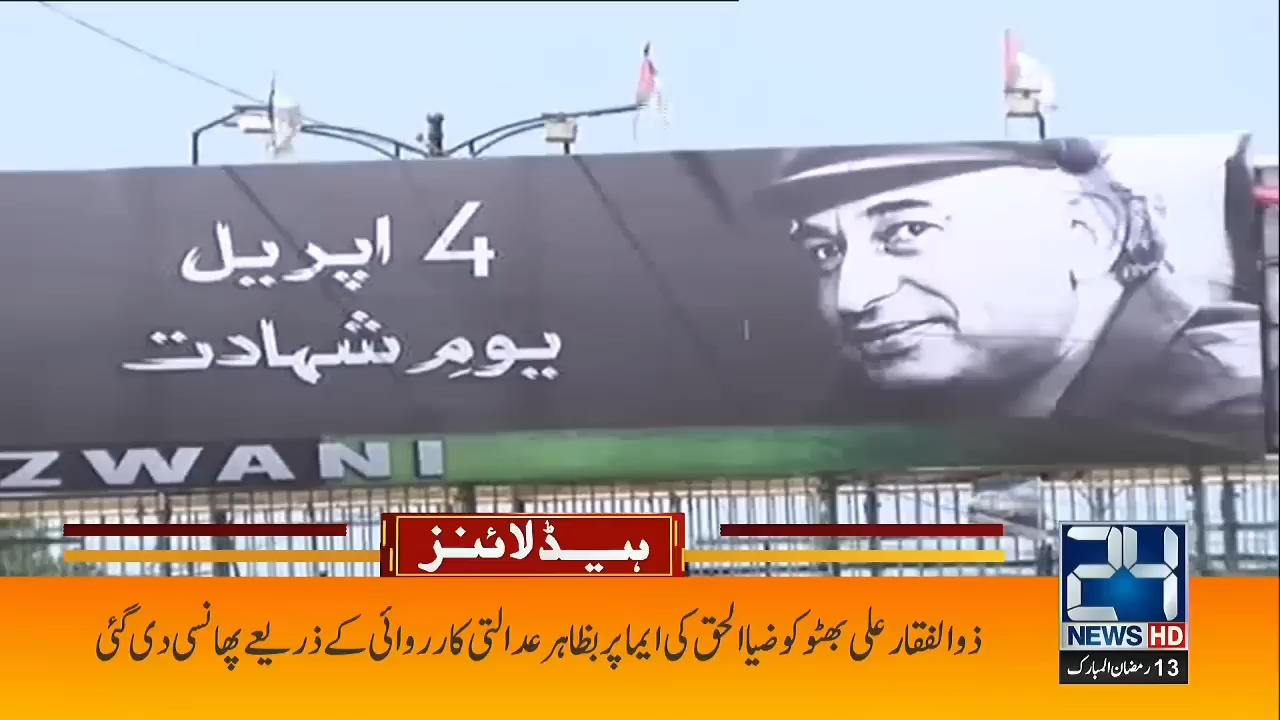 4 اپریل
یومِ شہادت
ZWANI
ہیڈلائنز
ذوالفقار علی بھٹو کو ضیاالحق کی ایما پر بظاہر عدالتی کارروائی کے ذریعے پھانسی دی گئی
24
NEWS HD
13 رمضان المبارک